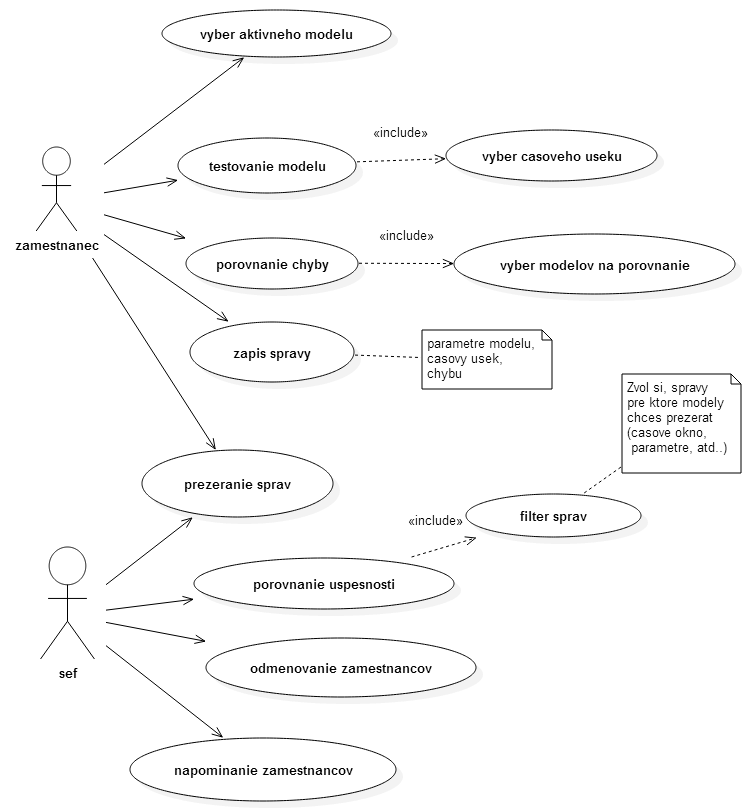 vyber aktivneho modelu
«include»
testovanie modelu
vyber casoveho useku
zamestnanec
«include»
porovnanie chyby
vyber modelov na porovnanie
zapis spravy
parametre modelu,
casovy usek,
chybu
Zvol si, spravy
pre ktore modely
chces prezerat
(casove okno,
parametre, atd..)
prezeranie sprav
«include»
filter sprav
porovnanie uspesnosti
sef
odmenovanie zamestnancov
napominanie zamestnancov